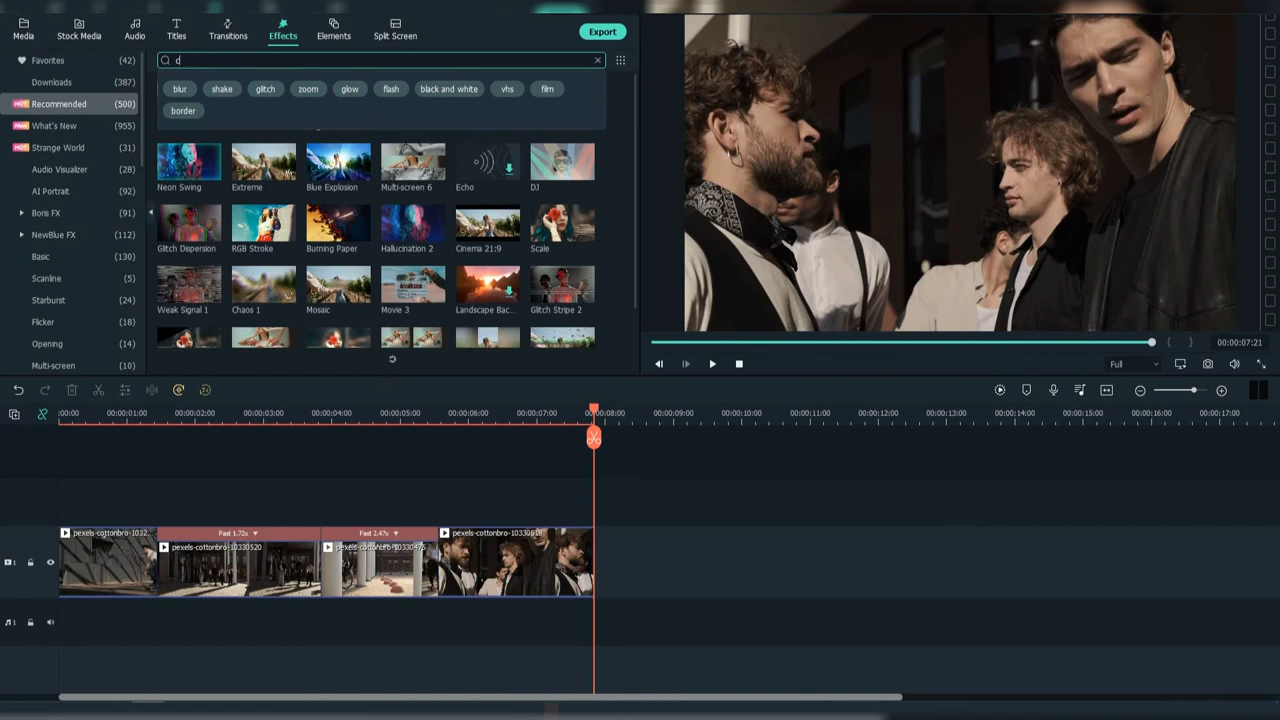 Media Stock Media Audio Titles Transitions Effects Elements Split Screen Export
Favorites (42)
Downloads (387)
HOT Recommended (500)
New What's New (955)
HOT Strange World (31)
Audio Visualizer (28)
AI Portrait (92)
Boris FX (91)
NewBlue FX (112)
Basic (130)
Scanline (5)
Starburst (24)
Flicker (18)
Opening (14)
Multi-screen (10)
d
blur shake glitch zoom glow flash black and white vhs film
border
Neon Swing Extreme Blue Explosion Multi-screen 6 Echo DJ
Glitch Dispersion RGB Stroke Burning Paper Hallucination 2 Cinema 21:9 Scale
Weak Signal 1 Chaos 1 Mosaic Movie 3 Landscape Bac... Glitch Stripe 2
00:00:07:21
Full
:00:00 00:00:01:00 00:00:02:00 00:00:03:00 00:00:04:00 00:00:05:00 00:00:06:00 00:00:07:00 00:00:08:00 00:00:09:00 00:00:10:00 00:00:11:00 00:00:12:00 00:00:13:00 00:00:14:00 00:00:15:00 00:00:16:00 00:00:17:00
pexels-cottonbro-1032... Fast 1.72x Fast 2.47x pexels-cottonbro-10330518
pexels-cottonbro-10330520 pexels-cottonbro-10330475
1
1